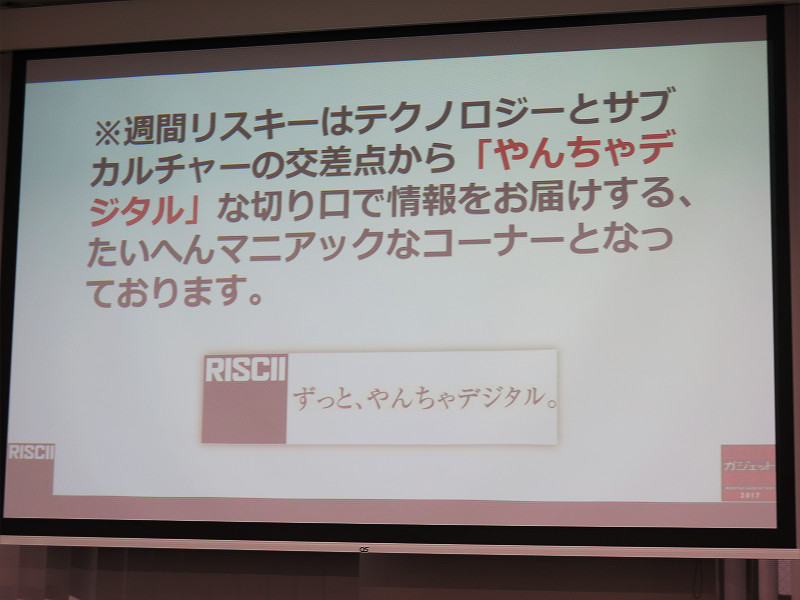 ※週間リスキーはテクノロジーとサブ
カルチャーの交差点から「やんちゃデ
ジタル」な切り口で情報をお届けする、
たいへんマニアックなコーナーとなっ
ております。
RISCII
ずっと、やんちゃデジタル。
RISCII
ガジェット
2017